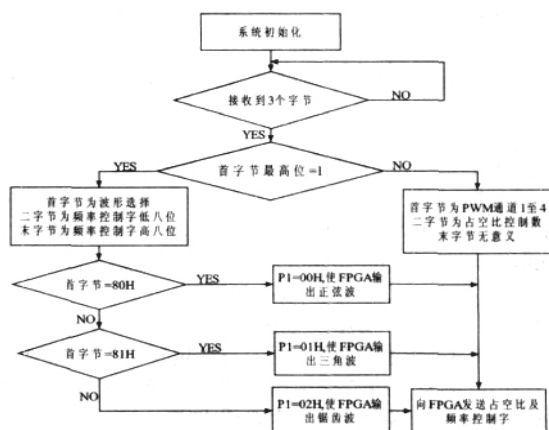 系统初始化
接收到3个字节
NO
YES
首字节最高位=1
YES
NO
首字节为波形选择
二字节为频率控制字低八位
末字节为频率控制字高八位
首字节为PWM通道1至4
二字节为占空比控制数
末字节无意义
首字节=80H
YES
P1=00H,使FPGA输
出正弦波
NO
首字节=81H
YES
P1=01H,使FPGA输
出三角波
NO
P1=02H,使FPGA输
出锯齿波
向FPGA发送占空比及
频率控制字